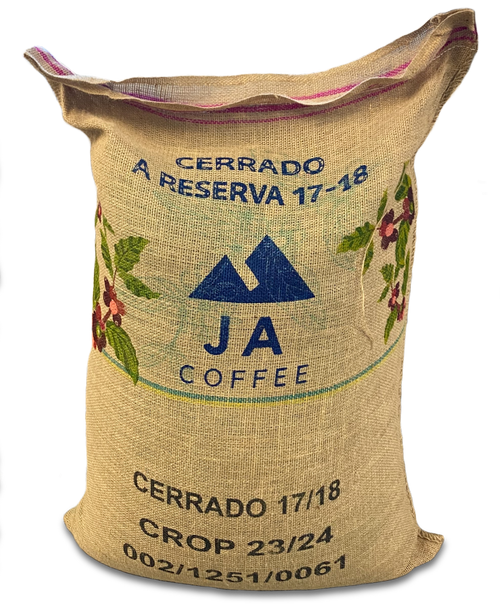 CERRADO
A RESERVA 17-18
JA
COFFEE
CERRADO 17/18
CROP 23/24
002/1251/0061